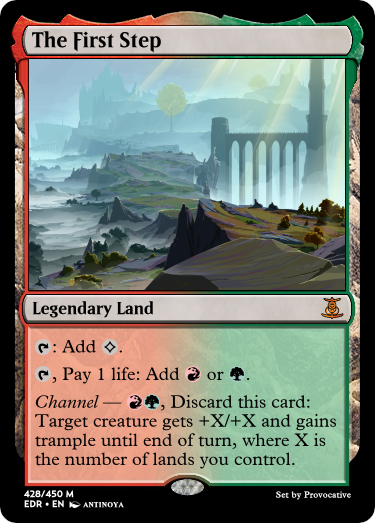 The First Step
Legendary Land
: Add .
, Pay 1 life: Add or .
Channel — , Discard this card:
Target creature gets +X/+X and gains
trample until end of turn, where X is
the number of lands you control.
428/450 M
EDR • EN ANTINOYA
Set by Provocative